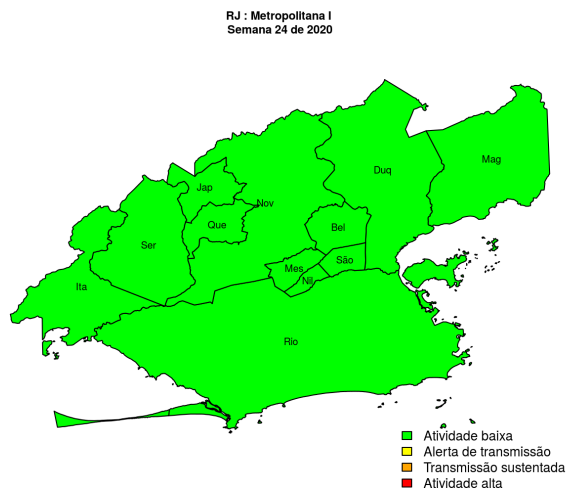 RJ : Metropolitana I
Semana 24 de 2020
Mag
Duq
Jap
Nov
Que
Bel
Ser
São
Mes
Nil
Ita
Rio
Atividade baixa
Alerta de transmissão
Transmissão sustentada
Atividade alta